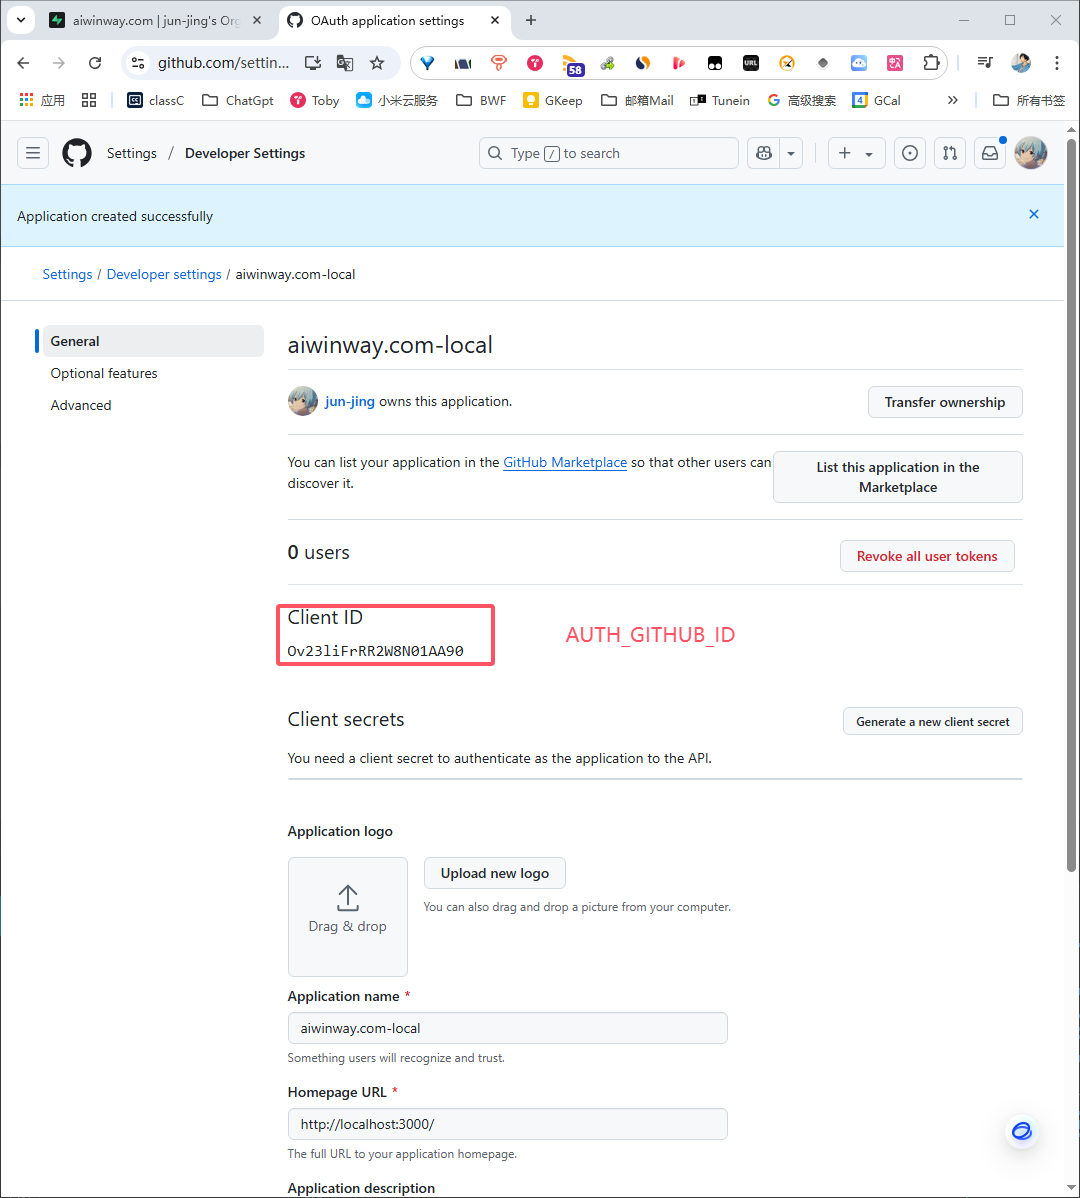 aiwinway.com | jun-jing's Org
OAuth application settings
github.com/settin...
58
URL
应用
classC
ChatGpt
Toby
小米云服务
BWF
GKeep
邮箱Mail
Tunein
高级搜索
GCal
所有书签
Settings / Developer Settings
Type / to search
Application created successfully
Settings / Developer settings / aiwinway.com-local
General
Optional features
Advanced
aiwinway.com-local
jun-jing owns this application.
Transfer ownership
You can list your application in the GitHub Marketplace so that other users can
discover it.
List this application in the
Marketplace
0 users
Revoke all user tokens
Client ID
Ov23liFrRR2W8N01AA90
AUTH_GITHUB_ID
Client secrets
Generate a new client secret
You need a client secret to authenticate as the application to the API.
Application logo
Drag & drop
Upload new logo
You can also drag and drop a picture from your computer.
Application name *
aiwinway.com-local
Something users will recognize and trust.
Homepage URL *
http://localhost:3000/
The full URL to your application homepage.
Application description